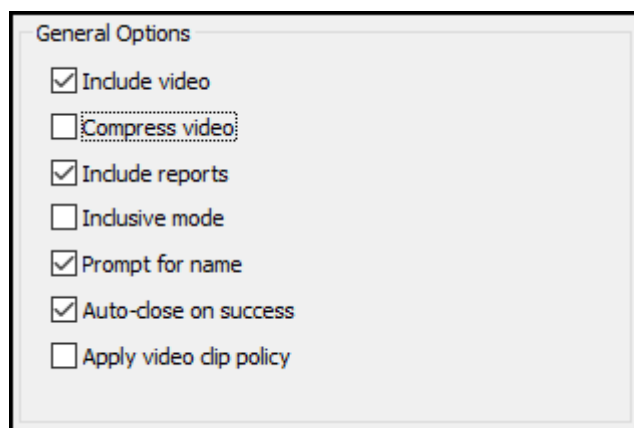 General Options
Include video
Compress video
Include reports
Inclusive mode
Prompt for name
Auto-close on success
Apply video clip policy